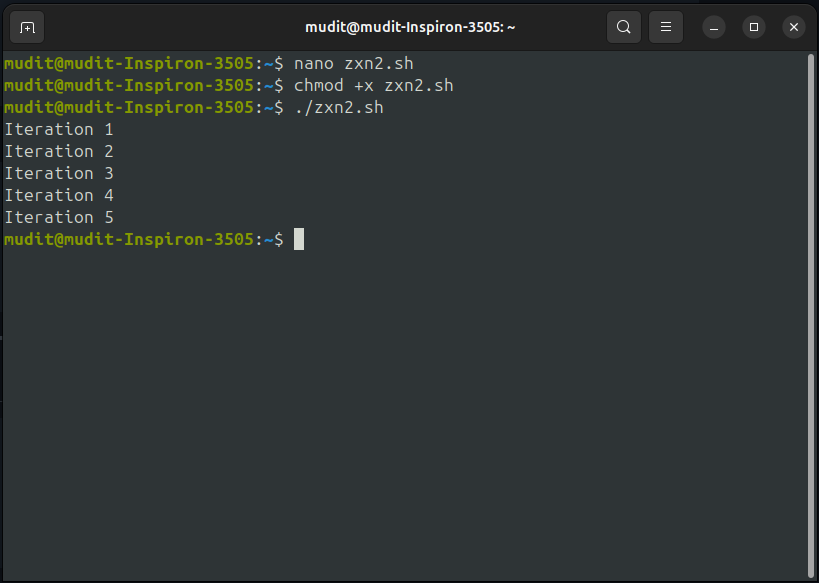 mudit@mudit-Inspiron-3505: ~
mudit@mudit-Inspiron-3505:~$ nano zxn2.sh
mudit@mudit-Inspiron-3505:~$ chmod +x zxn2.sh
mudit@mudit-Inspiron-3505:~$ ./zxn2.sh
Iteration 1
Iteration 2
Iteration 3
Iteration 4
Iteration 5
mudit@mudit-Inspiron-3505:~$